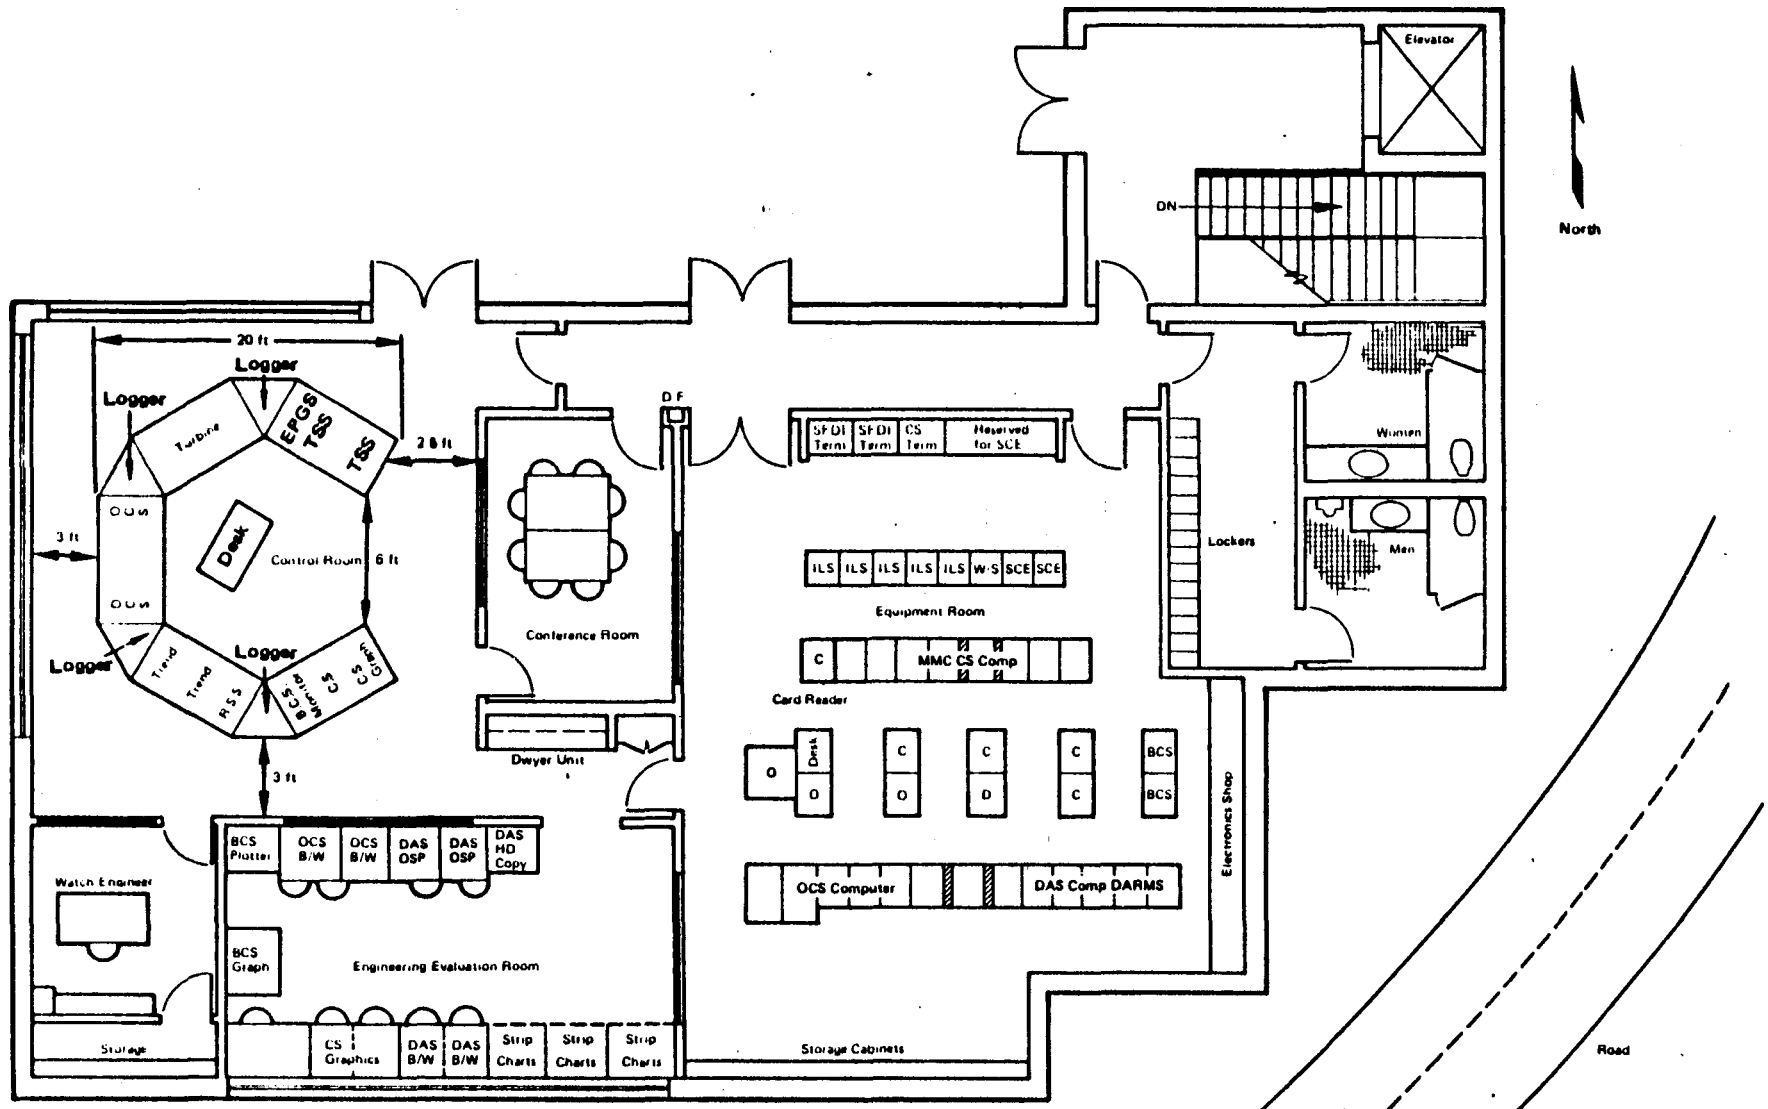 Elevator
DN
North
20 ft
Logger
Logger
EPGS
TSS
TSS
Turbine
2 8 ft
D F
SFDI
Term
SFDI
Term
CS
Term
Reserved
for SCE
Women
3 ft
OCS
Desk
Control Room
6 ft
OCS
Lockers
Men
ILS
ILS
ILS
ILS
ILS
W-S
SCE
SCE
Equipment Room
Conference Room
Logger
Logger
Trend
Trend
RSS
B.C.S.
Monitor
CS
CS
Graph
C
MMC CS Comp
Card Reader
Dwyer Unit
3 ft
O
Desk
O
C
O
C
D
C
C
BCS
BCS
Electronics Shop
BCS
Plotter
OCS
B/W
OCS
B/W
DAS
OSP
DAS
OSP
DAS
HD
Copy
Watch Engineer
OCS Computer
DAS Comp DARMS
BCS
Graph
Engineering Evaluation Room
Storage
CS
Graphics
DAS
B/W
DAS
B/W
Strip
Charts
Strip
Charts
Strip
Charts
Storage Cabinets
Road